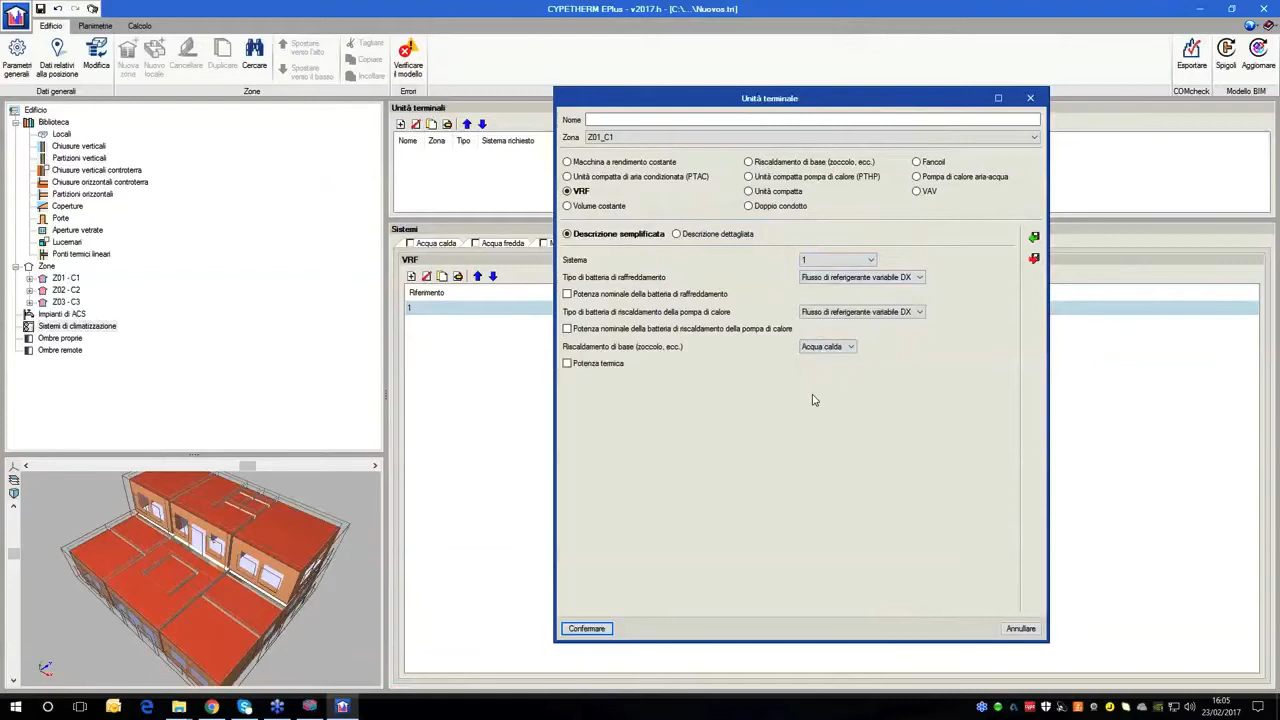 CYPETHERM EPlus - v2017.h - [C:\...\Nuovos.tri]
Edificio Planimetrie Calcolo
Parametri generali
Dati relativi alla posizione
Modifica
Nuova zona
Nuovo locale
Cancellare
Duplicare
Cercare
Spostare verso l'alto
Spostare verso il basso
Tagliare
Copiare
Incollare
Verificare il modello
Esportare
Spigoli
Aggiornare
Dati generali
Zone
Errori
COMcheck
Modello BIM
Edificio
Biblioteca
Locali
Chiusure verticali
Partizioni verticali
Chiusure verticali controterra
Chiusure orizzontali controterra
Partizioni orizzontali
Coperture
Porte
Aperture vetrate
Lucernari
Ponti termici lineari
Zone
Z01 - C1
Z02 - C2
Z03 - C3
Impianti di ACS
Sistemi di climatizzazione
Ombre proprie
Ombre remote
Unità terminali
Nome Zona Tipo Sistema richiesto
Sistemi
Acqua calda Acqua fredda
VRF
Riferimento
1
Unità terminale
Nome
Zona Z01_C1
Macchina a rendimento costante Riscaldamento di base (zoccolo, ecc.) Fancoil
Unità compatta di aria condizionata (PTAC) Unità compatta pompa di calore (PTHP) Pompa di calore aria-acqua
VRF Unità compatta VAV
Volume costante Doppio condotto
Descrizione semplificata Descrizione dettagliata
Sistema 1
Tipo di batteria di raffreddamento Flusso di refrigerante variabile DX
Potenza nominale della batteria di raffreddamento
Tipo di batteria di riscaldamento della pompa di calore Flusso di refrigerante variabile DX
Potenza nominale della batteria di riscaldamento della pompa di calore
Riscaldamento di base (zoccolo, ecc.) Acqua calda
Potenza termica
Confermare Annullare
16:05
23/02/2017